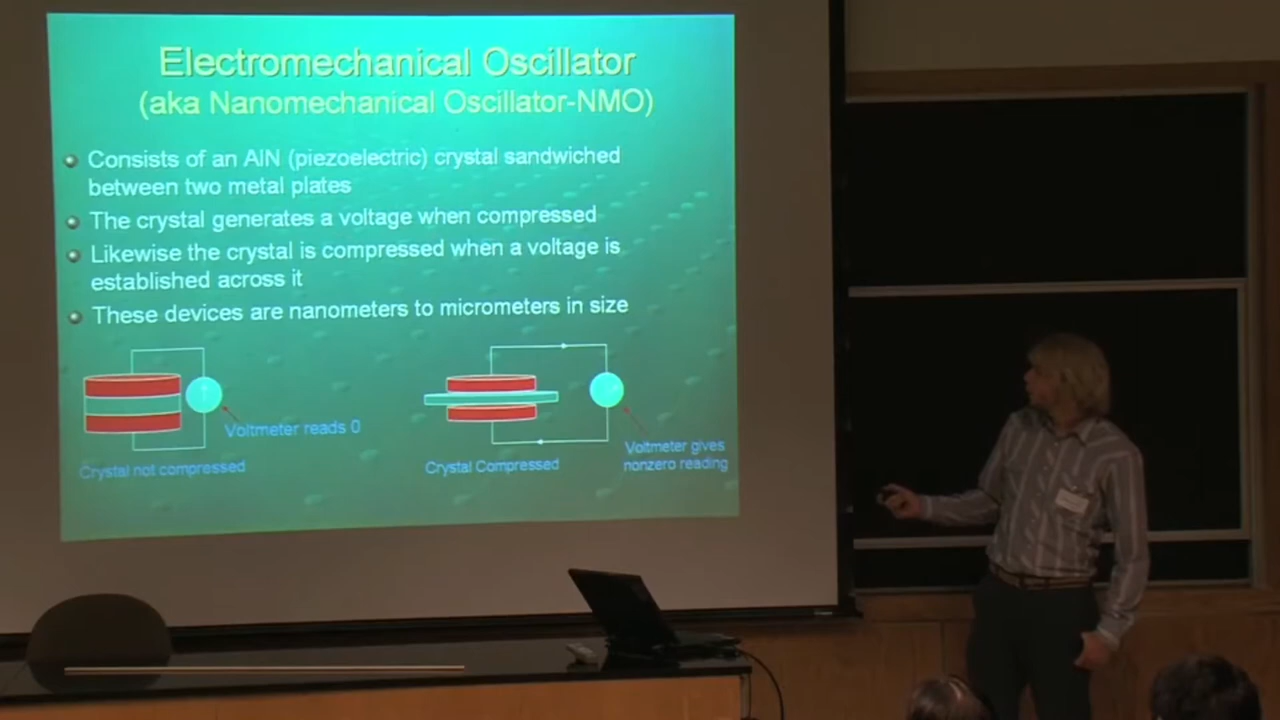 Electromechanical Oscillator
(aka Nanomechanical Oscillator-NMO)
Consists of an AlN (piezoelectric) crystal sandwiched
between two metal plates
The crystal generates a voltage when compressed
Likewise the crystal is compressed when a voltage is
established across it
These devices are nanometers to micrometers in size
Voltmeter reads 0
Crystal not compressed
Crystal Compressed
Voltmeter gives
nonzero reading